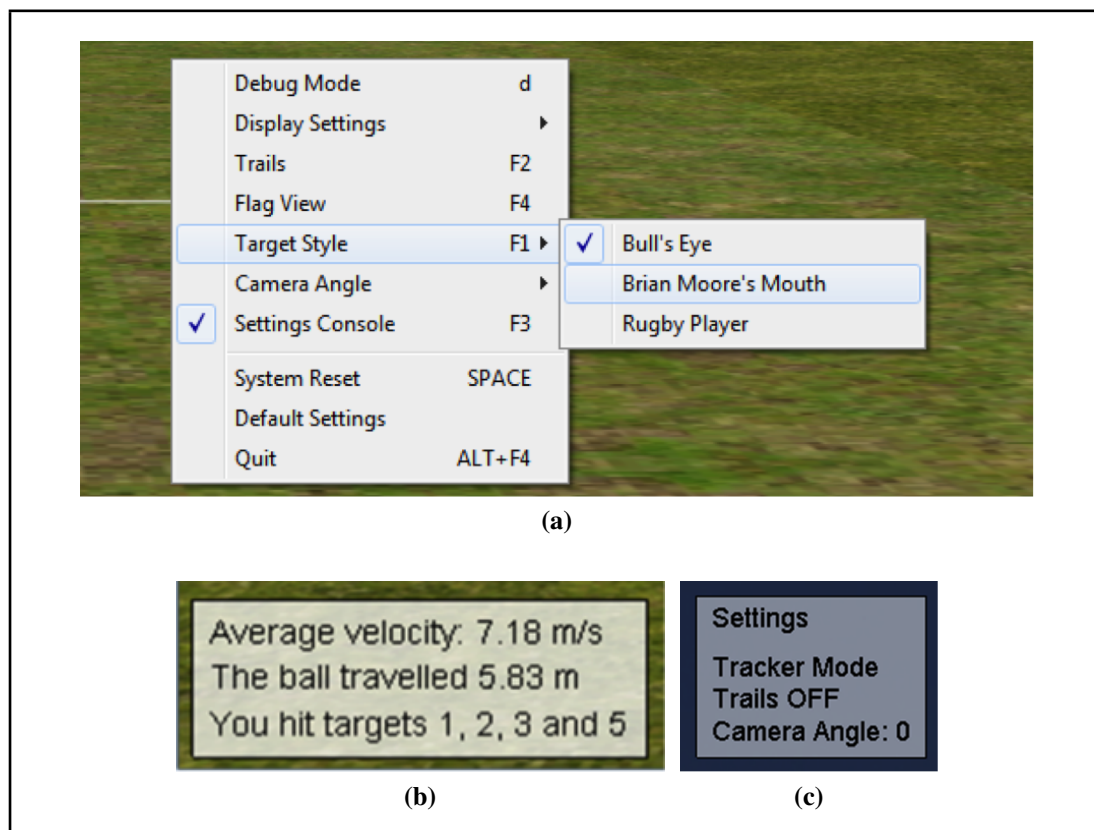 Debug Mode d
Display Settings
Trails F2
Flag View F4
Target Style F1
Bull's Eye
Camera Angle
Brian Moore's Mouth
Settings Console F3
Rugby Player
System Reset SPACE
Default Settings
Quit ALT+F4
(a)
Average velocity: 7.18 m/s
The ball travelled 5.83 m
You hit targets 1, 2, 3 and 5
(b)
Settings
Tracker Mode
Trails OFF
Camera Angle: 0
(c)